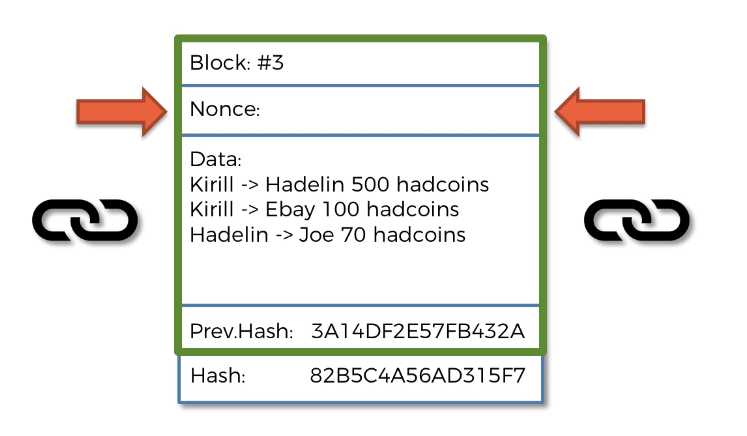 Block: #3
Nonce:
Data:
Kirill -> Hadelin 500 hadcoins
Kirill -> Ebay 100 hadcoins
Hadelin -> Joe 70 hadcoins
Prev.Hash: 3A14DF2E57FB432A
Hash: 82B5C4A56AD315F7